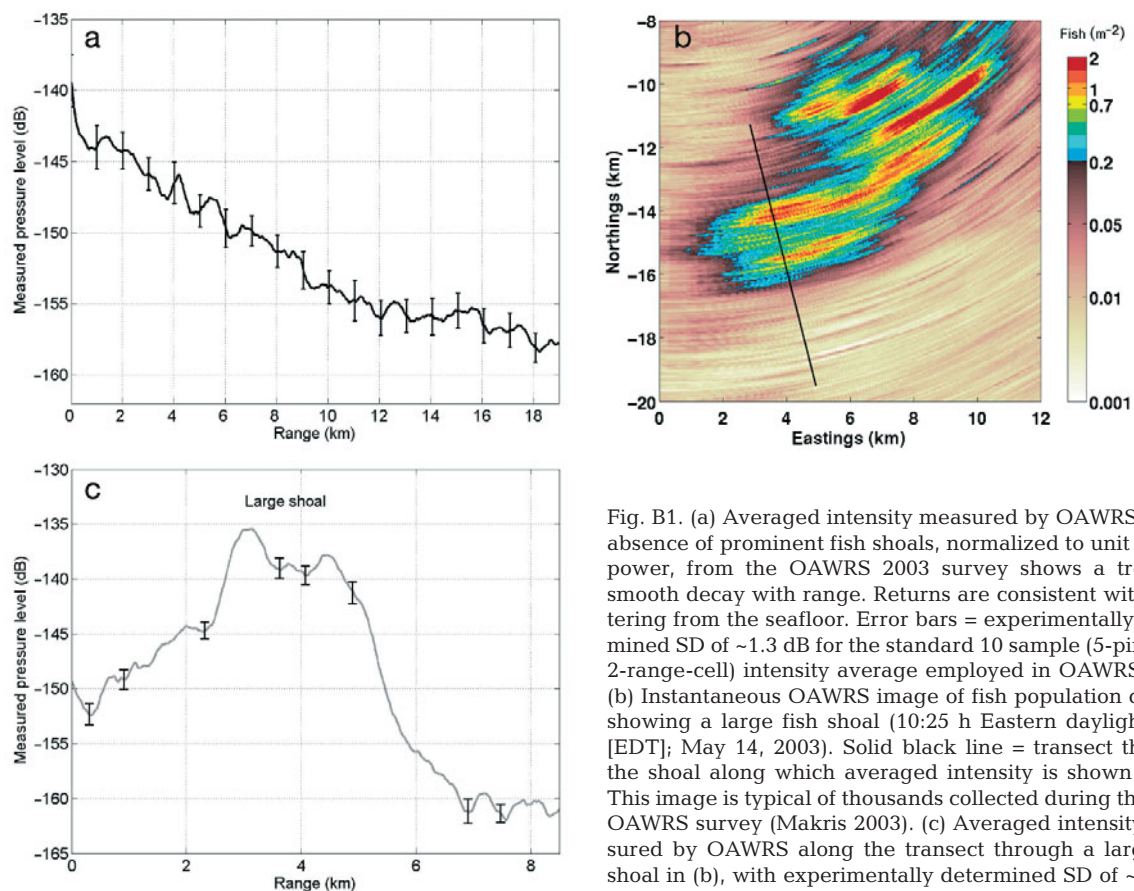 a
−135
−140
−145
−150
−155
−160
Measured pressure level (dB)
0 2 4 6 8 10 12 14 16 18
Range (km)
b
−8
−10
−12
−14
−16
−18
−20
Northings (km)
0 2 4 6 8 10 12
Eastings (km)
Fish (m⁻²)
2
1
0.7
0.2
0.05
0.01
0.001
c
Large shoal
−130
−135
−140
−145
−150
−155
−160
−165
Measured pressure level (dB)
0 2 4 6 8
Range (km)
Fig. B1. (a) Averaged intensity measured by OAWRS
absence of prominent fish shoals, normalized to unit
power, from the OAWRS 2003 survey shows a tr
smooth decay with range. Returns are consistent wit
tering from the seafloor. Error bars = experimentally
mined SD of ~1.3 dB for the standard 10 sample (5-pi
2-range-cell) intensity average employed in OAWRS
(b) Instantaneous OAWRS image of fish population d
showing a large fish shoal (10:25 h Eastern dayligh
[EDT]; May 14, 2003). Solid black line = transect th
the shoal along which averaged intensity is shown
This image is typical of thousands collected during th
OAWRS survey (Makris 2003). (c) Averaged intensity
sured by OAWRS along the transect through a larg
shoal in (b), with experimentally determined SD of ~